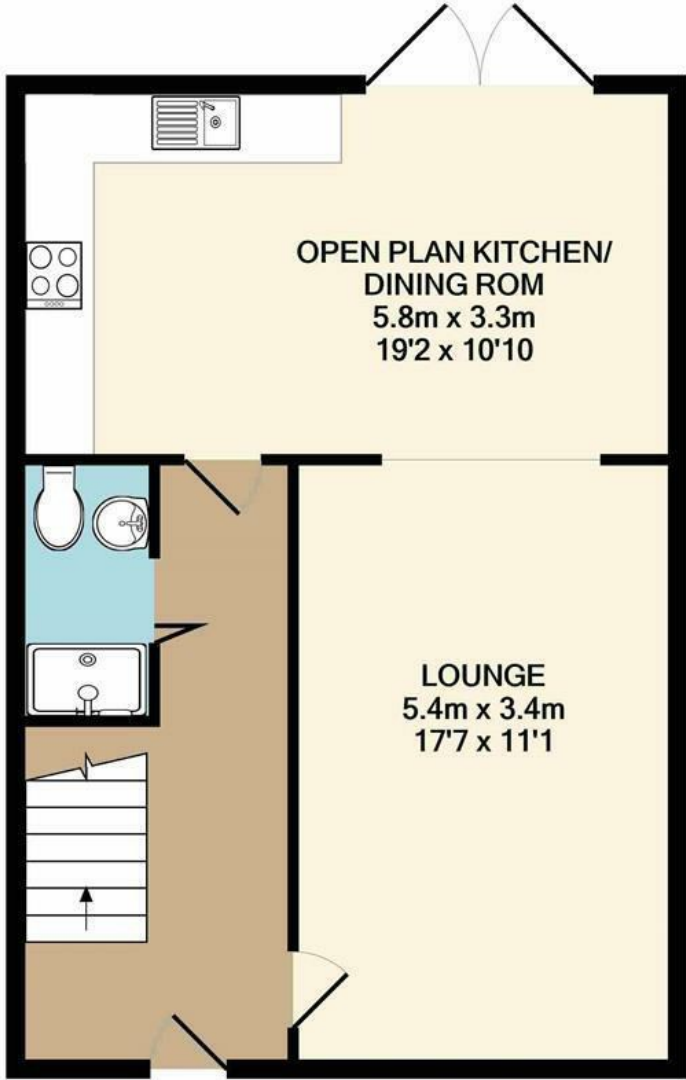 OPEN PLAN KITCHEN/
DINING ROM
5.8m x 3.3m
19'2 x 10'10
LOUNGE
5.4m x 3.4m
17'7 x 11'1